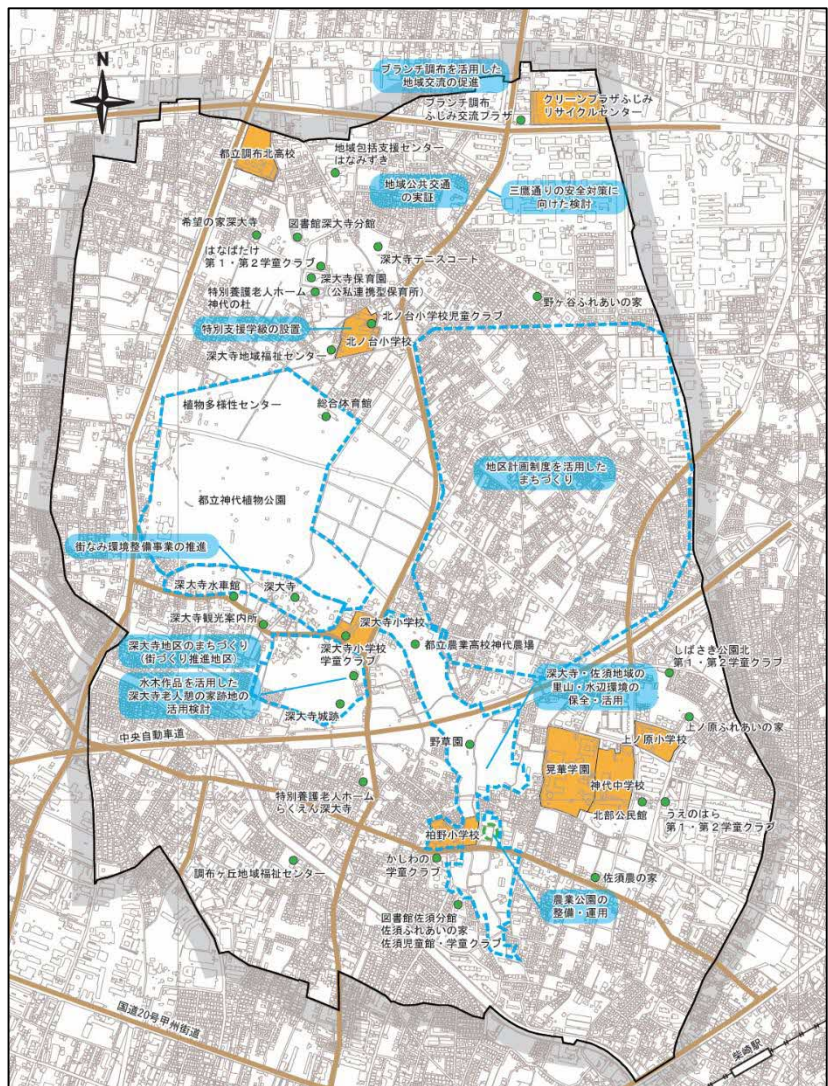 ブランチ調布を活用した
地域交流の促進
N
ブランチ調布
ふじみ交流プラザ
クリーンプラザふじみ
リサイクルセンター
都立調布北高校
地域包括支援センター
はなみずき
地域公共交通
の実証
三鷹通りの安全対策に
向けた検討
希望の家深大寺
図書館深大寺分館
はなばたけ
第1・第2学童クラブ
深大寺テニスコート
深大寺保育園
(公私連携型保育所)
特別養護老人ホーム
神代の杜
野ヶ谷ふれあいの家
特別支援学級の設置
北ノ台小学校児童クラブ
北ノ台小学校
深大寺地域福祉センター
植物多様性センター
総合体育館
地区計画制度を活用した
まちづくり
都立神代植物公園
街なみ環境整備事業の推進
深大寺水車館
深大寺
深大寺観光案内所
深大寺小学校
深大寺小学校
学童クラブ
都立農業高校神代農場
しばさき公園北
第1・第2学童クラブ
深大寺地区のまちづくり
(街づくり推進地区)
深大寺・佐須地域の
里山・水辺環境の
保全・活用
水木作品を活用した
深大寺老人憩の家跡地の
活用検討
深大寺城跡
上ノ原ふれあいの家
中央自動車道
野草園
上ノ原小学校
晃華学園
神代中学校
特別養護老人ホーム
らくえん深大寺
北部公民館
うえのはら
第1・第2学童クラブ
柏野小学校
かしわの
学童クラブ
調布ヶ丘地域福祉センター
佐須農の家
農業公園の
整備・運用
図書館佐須分館
佐須ふれあいの家
佐須児童館・学童クラブ
国道20号甲州街道
柴崎駅